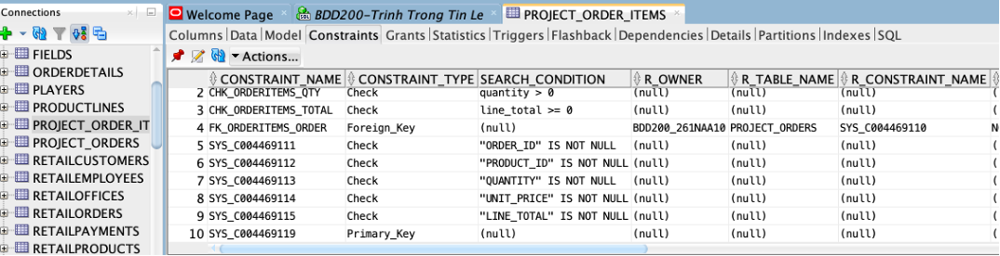 Connections
Welcome Page
BDD200-Trinh Trong Tin Le
PROJECT_ORDER_ITEMS
Columns Data Model Constraints Grants Statistics Triggers Flashback Dependencies Details Partitions Indexes SQL
Actions...
CONSTRAINT_NAME CONSTRAINT_TYPE SEARCH_CONDITION R_OWNER R_TABLE_NAME R_CONSTRAINT_NAME
2 CHK_ORDERITEMS_QTY Check quantity > 0 (null) (null) (null)
3 CHK_ORDERITEMS_TOTAL Check line_total >= 0 (null) (null) (null)
4 FK_ORDERITEMS_ORDER Foreign_Key (null) BDD200_261NAA10 PROJECT_ORDERS SYS_C004469110
5 SYS_C004469111 Check "ORDER_ID" IS NOT NULL (null) (null) (null)
6 SYS_C004469112 Check "PRODUCT_ID" IS NOT NULL (null) (null) (null)
7 SYS_C004469113 Check "QUANTITY" IS NOT NULL (null) (null) (null)
8 SYS_C004469114 Check "UNIT_PRICE" IS NOT NULL (null) (null) (null)
9 SYS_C004469115 Check "LINE_TOTAL" IS NOT NULL (null) (null) (null)
10 SYS_C004469119 Primary_Key (null) (null) (null) (null)
FIELDS
ORDERDETAILS
PLAYERS
PRODUCTLINES
PROJECT_ORDER_IT
PROJECT_ORDERS
RETAILCUSTOMERS
RETAILEMPLOYEES
RETAILOFFICES
RETAILORDERS
RETAILPAYMENTS
RETAILPRODUCTS